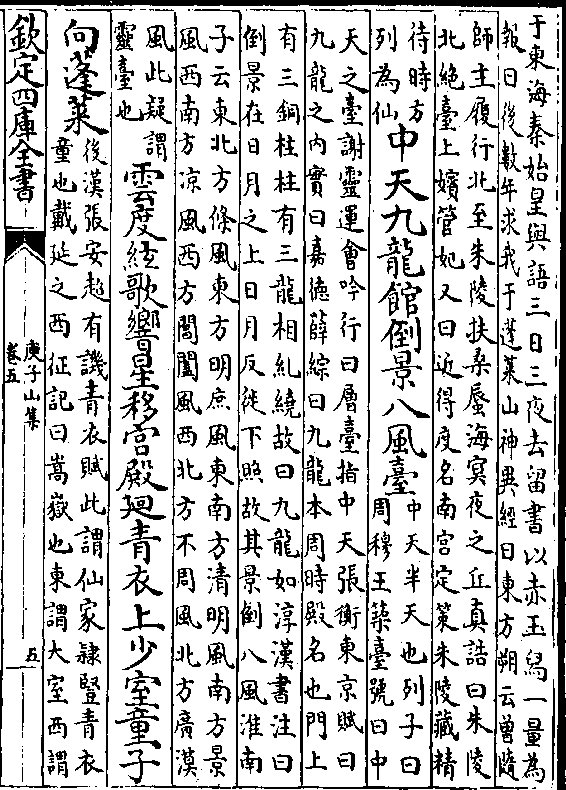 于東海秦始皇與語三日三夜去留書以赤玉舄一量為
報曰後數年求我于蓬萊山神異經曰東方朔云曽隨
師主履行北至朱陵扶桑蜃海冥夜之丘真誥曰朱陵
北絶臺上嬪管妃又曰近得度名南宫定策朱陵藏精
待時方
列為仙
中天九龍館倒景八風臺
中天半天也列子曰
周穆王築臺號曰中
天之臺謝靈運會吟行曰層臺指中天張衡東京賦曰
九龍之内實曰嘉德薛綜曰九龍本周時殿名也門上
有三銅柱柱有三龍相糺繞故曰九龍如淳漢書注曰
倒景在日月之上日月反從下照故其景倒八風淮南
子云東北方條風東方明庶風東南方清明風南方景
風西南方凉風西方閶闔風西北方不周風北方廣漠
風此疑謂
靈臺也
雲度絃歌響星移宫殿廻青衣上少室童子
向蓬萊
後漢張安超有譏青衣賦此謂仙家隸豎青衣
童也戴延之西征記曰嵩嶽也東謂大室西謂
欽定四庫全書
庾子山集
卷五
五